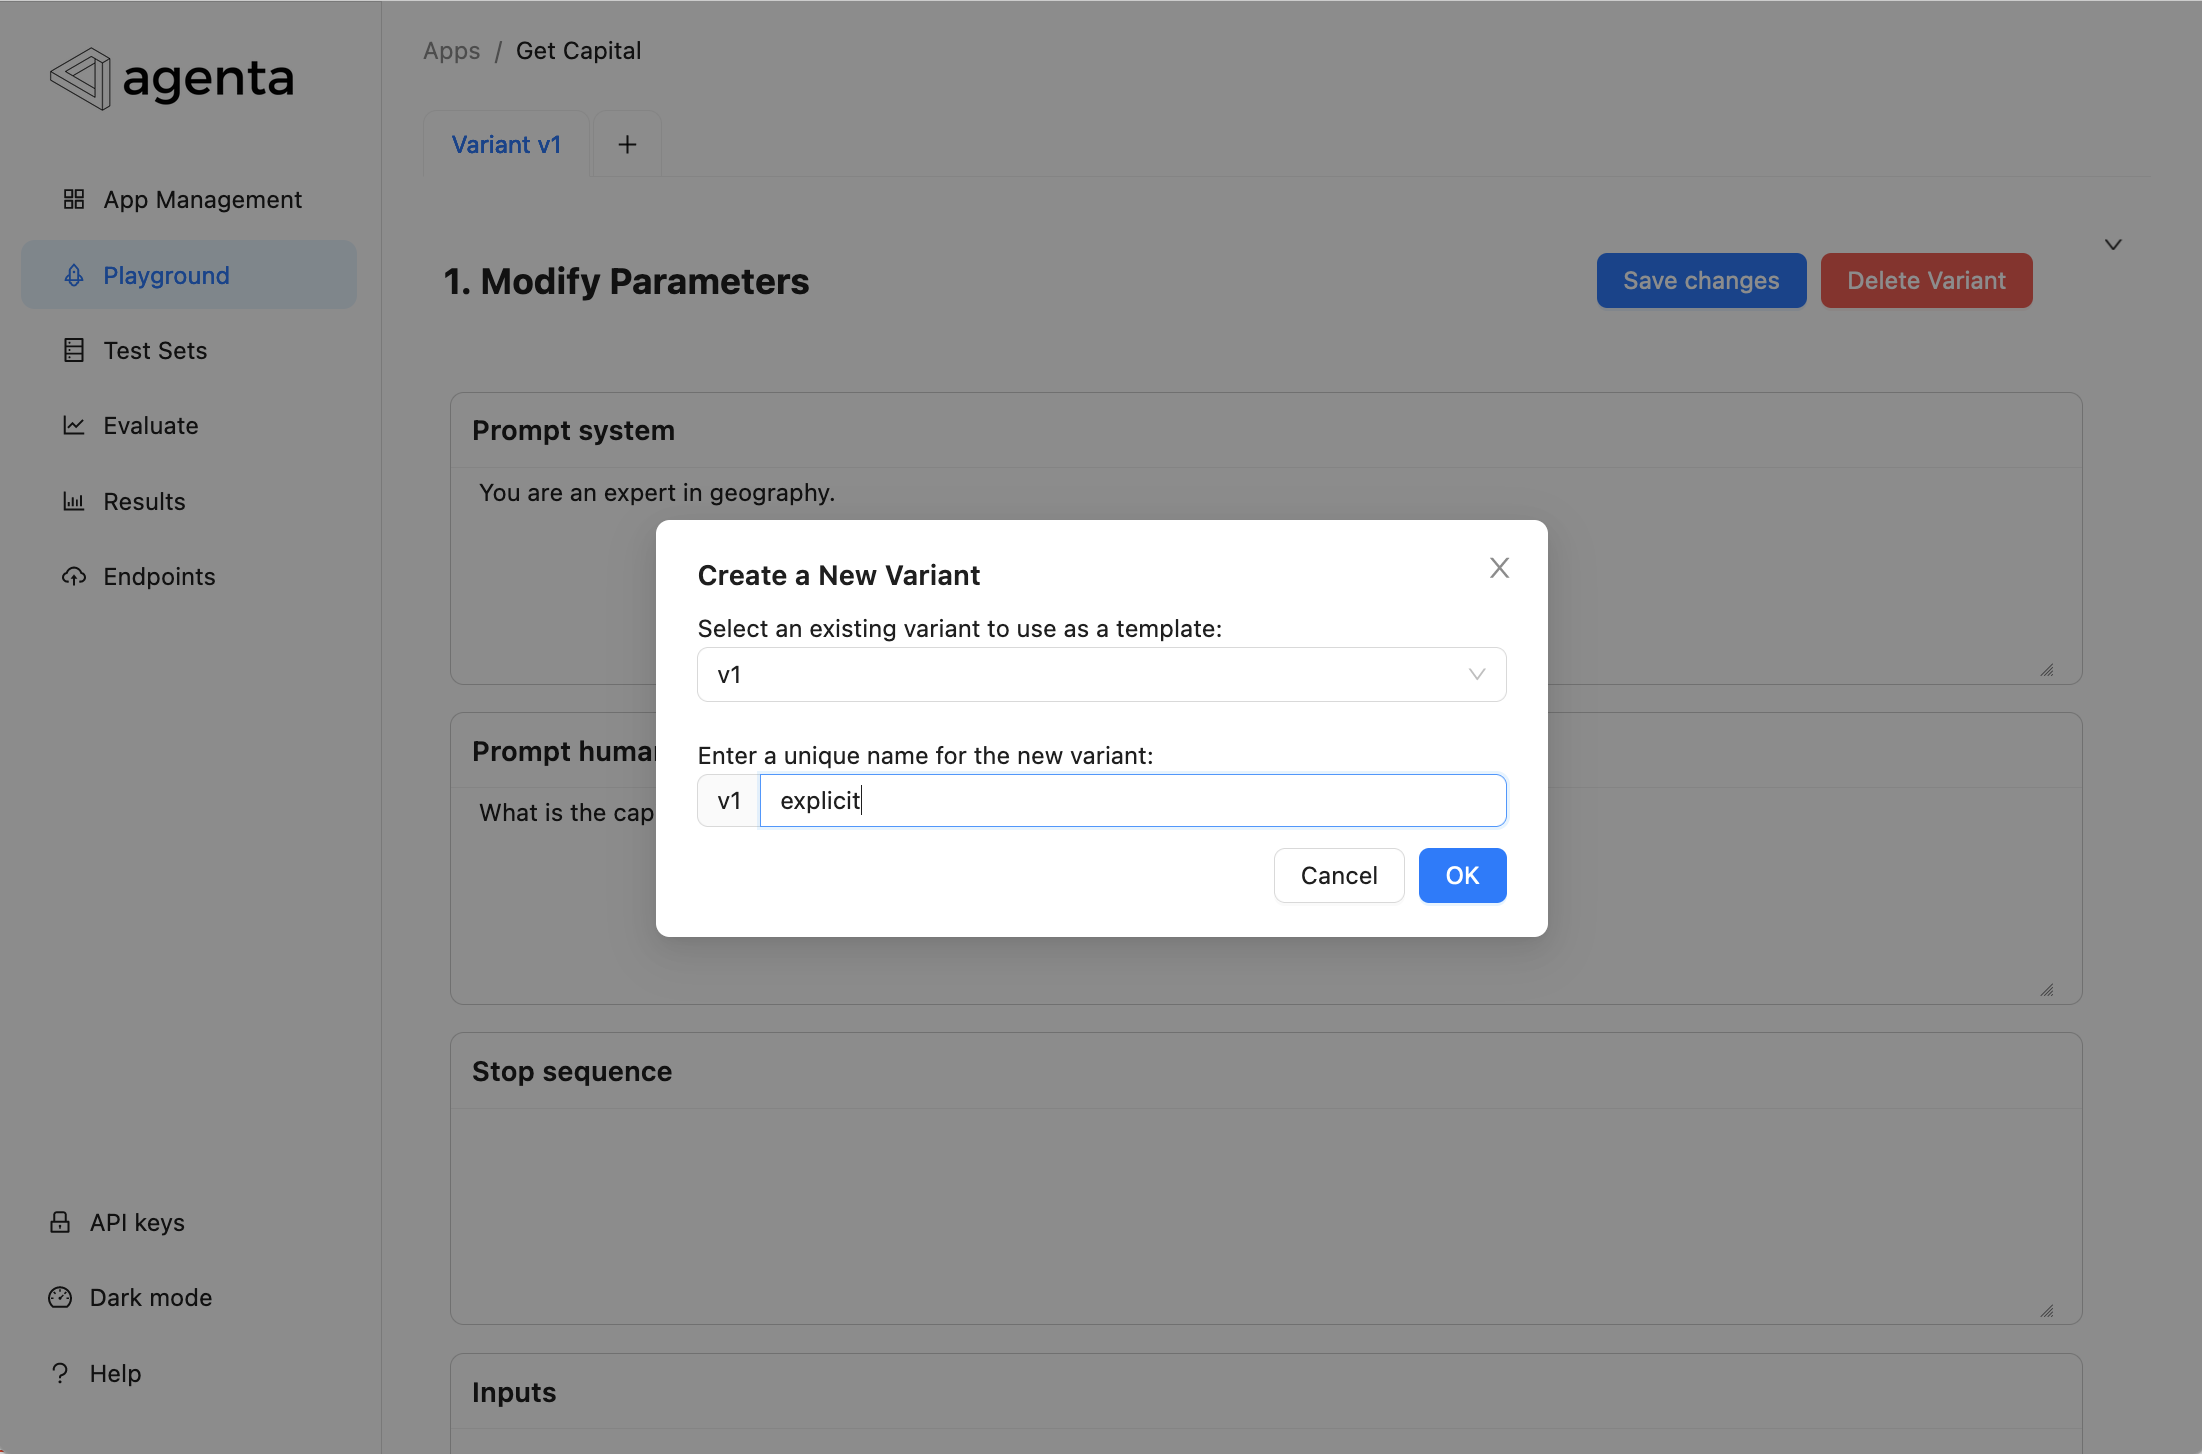 agenta
App Management
Playground
Test Sets
Evaluate
Results
Endpoints
API keys
Dark mode
Help
Apps / Get Capital
Variant v1 +
1. Modify Parameters
Save changes Delete Variant
Prompt system
You are an expert in geography.
Create a New Variant
Select an existing variant to use as a template:
v1
Enter a unique name for the new variant:
v1 explicit
Cancel OK
Prompt huma
What is the cap
Stop sequence
Inputs